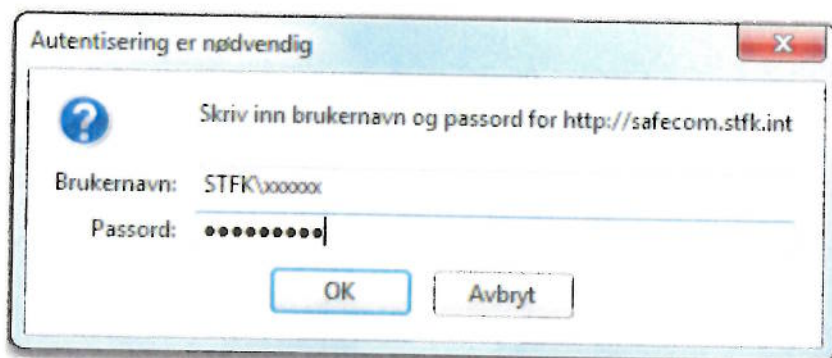 Autentisering er nødvendig
Skriv inn brukernavn og passord for http://safecom.stfk.int
Brukernavn: STFK\xxxxxx
Passord: •••••••••
OK Avbryt